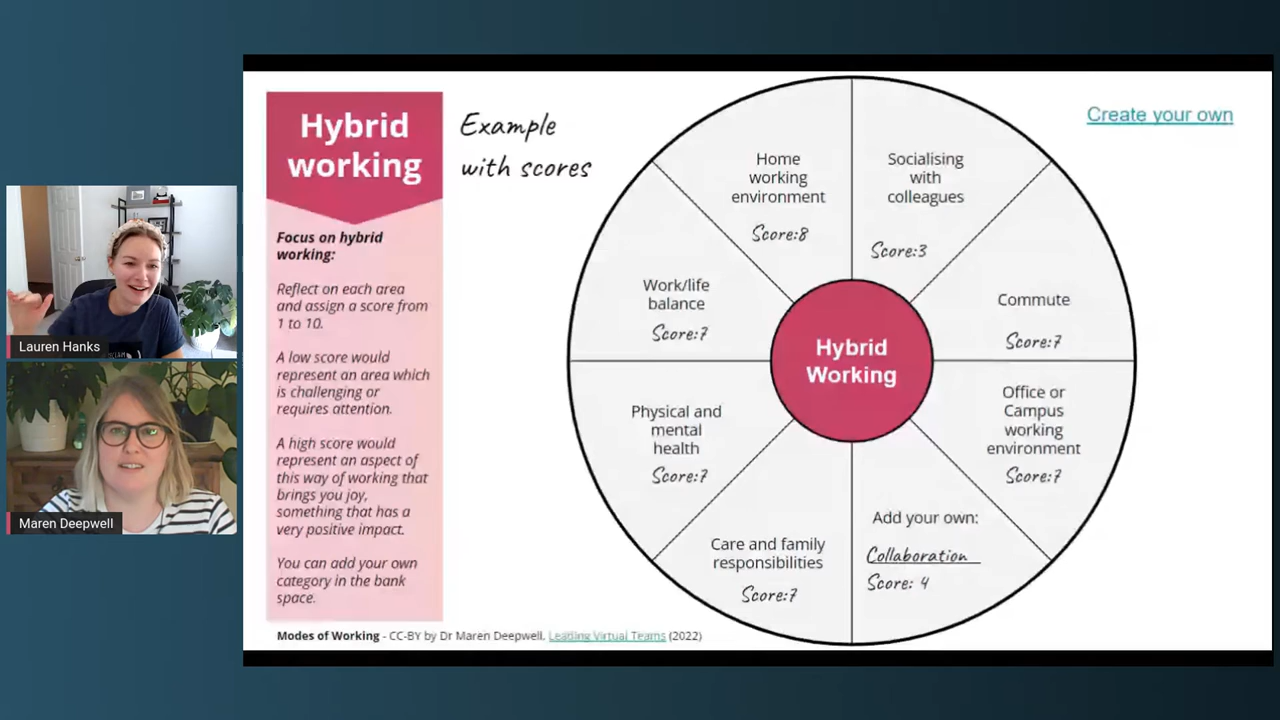 Hybrid
working
Focus on hybrid
working:
Reflect on each area
and assign a score from
1 to 10.
A low score would
represent an area which
is challenging or
requires attention.
A high score would
represent an aspect of
this way of working that
brings you joy,
something that has a
very positive impact.
You can add your own
category in the bank
space.
Example
with scores
Create your own
Home
working
environment
Score:8
Socialising
with
colleagues
Score:3
Commute
Score:7
Office or
Campus
working
environment
Score:7
Add your own:
Collaboration
Score: 4
Care and family
responsibilities
Score:7
Physical and
mental
health
Score:7
Work/life
balance
Score:7
Hybrid
Working
Modes of Working - CC-BY by Dr Maren Deepwell. Leading Virtual Teams (2022)
Lauren Hanks
Maren Deepwell